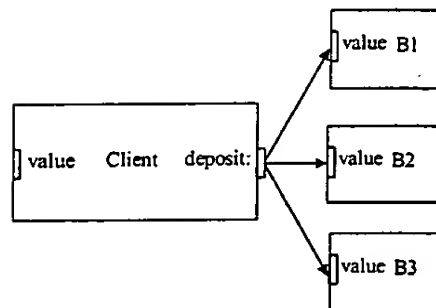 value B1
value Client deposit:
value B2
value B3